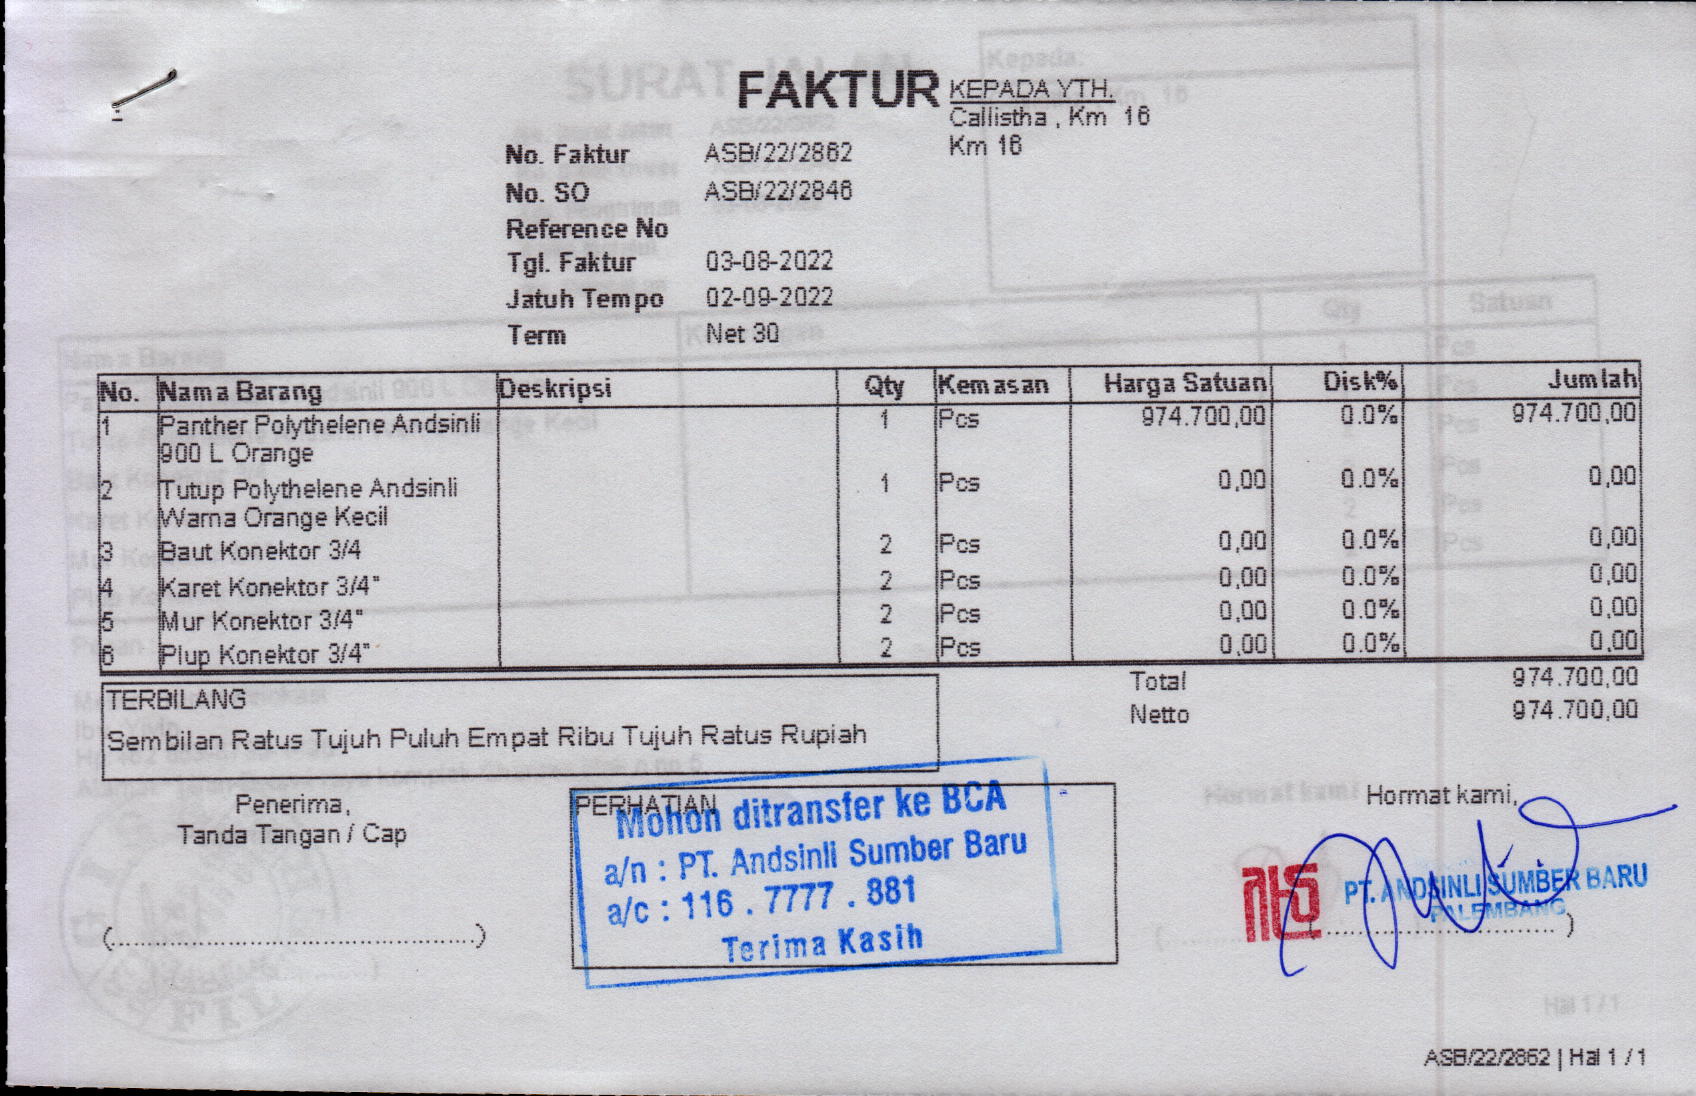 FAKTUR
KEPADA YTH.
Callistha , Km 16
Km 16
No. Faktur ASB/22/2862
No. SO ASB/22/2846
Reference No
Tgl. Faktur 03-08-2022
Jatuh Tempo 02-09-2022
Term Net 30
No. Nama Barang Deskripsi Qty Kemasan Harga Satuan Disk% Jumlah
1 Panther Polythelene Andsinli 1 Pcs 974.700,00 0.0% 974.700,00
900 L Orange
2 Tutup Polythelene Andsinli 1 Pcs 0,00 0.0% 0,00
Warna Orange Kecil
3 Baut Konektor 3/4 2 Pcs 0,00 0.0% 0,00
4 Karet Konektor 3/4" 2 Pcs 0,00 0.0% 0,00
5 Mur Konektor 3/4" 2 Pcs 0,00 0.0% 0,00
6 Plup Konektor 3/4" 2 Pcs 0,00 0.0% 0,00
Total 974.700,00
Netto 974.700,00
TERBILANG
Sembilan Ratus Tujuh Puluh Empat Ribu Tujuh Ratus Rupiah
Penerima,
Tanda Tangan / Cap
(.............................................)
PERHATIAN
Mohon ditransfer ke BCA
a/n : PT. Andsinli Sumber Baru
a/c : 116 . 7777 . 881
Terima Kasih
Hormat kami,
PT. ANDSINLI SUMBER BARU
PALEMBANG
ASB/22/2862 | Hal 1 / 1